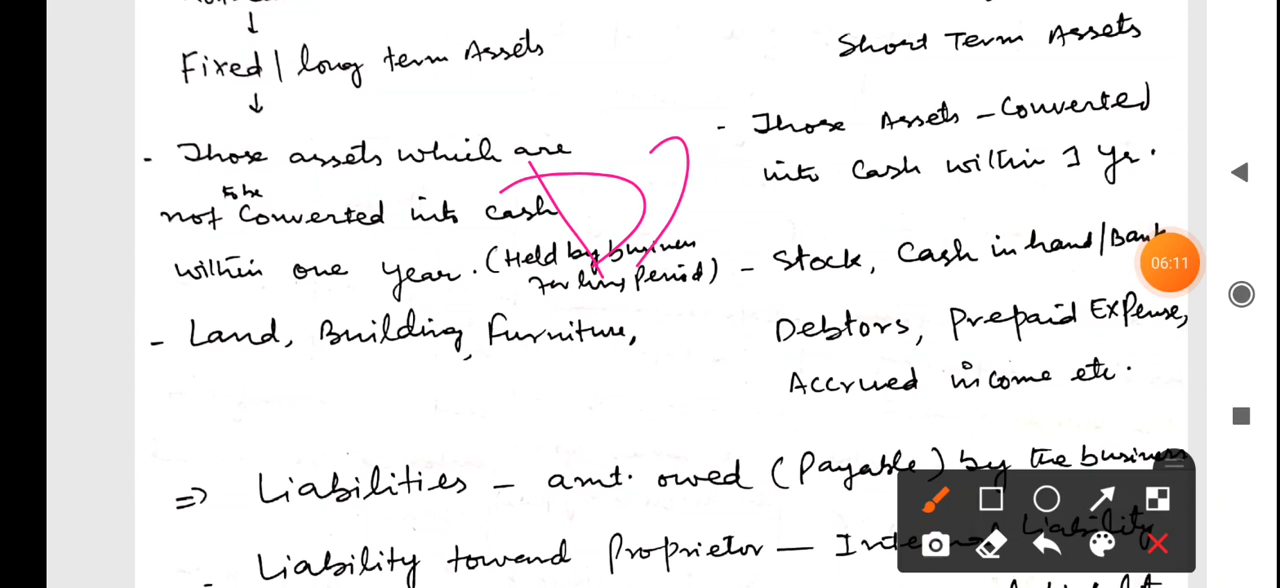 Fixed / long term Assets
- Those assets which are
to be
not converted into cash
within one year. (Held by business
for long period)
- Land, Building, Furniture,
Short Term Assets
- Those Assets - Converted
into Cash within 1 Yr.
- Stock, Cash in hand/Bank
Debtors, Prepaid Expense,
Accrued income etc.
=> Liabilities - amt. owed (Payable) by the business
- Liability toward Proprietor - Internal Liability
06:11